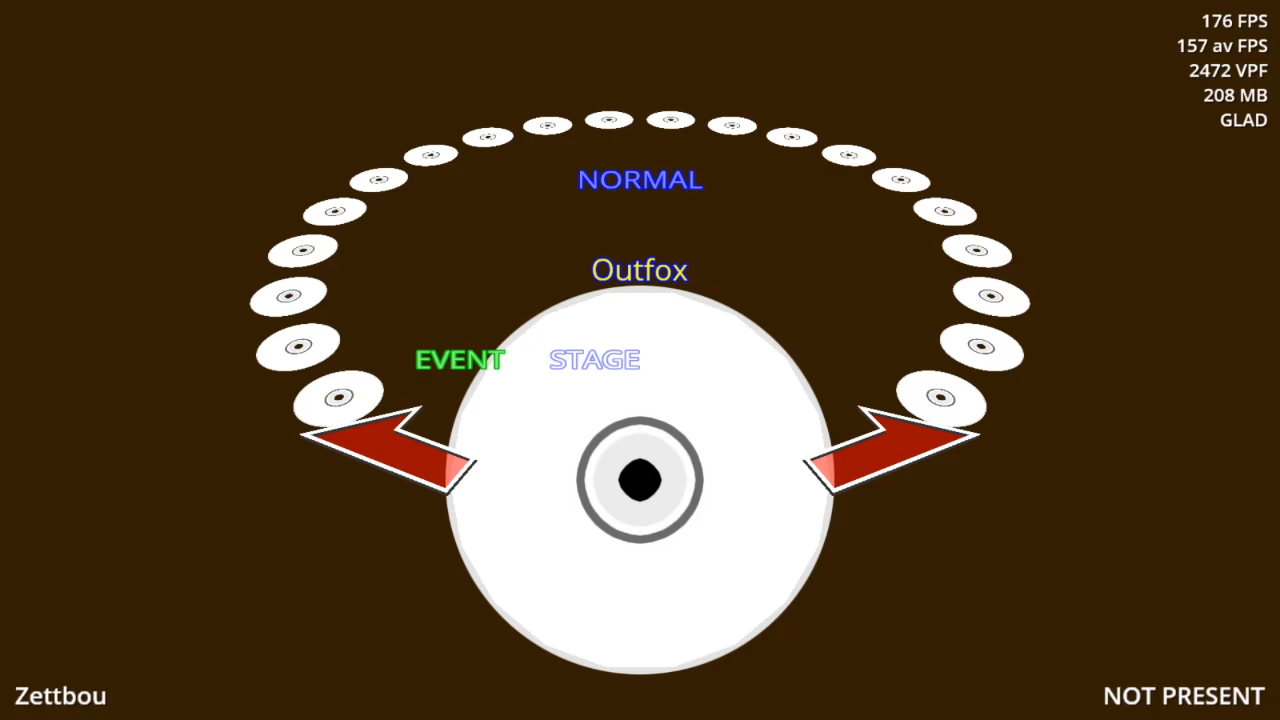 176 FPS
157 av FPS
2472 VPF
208 MB
GLAD
NORMAL
Outfox
EVENT STAGE
Zettbou
NOT PRESENT